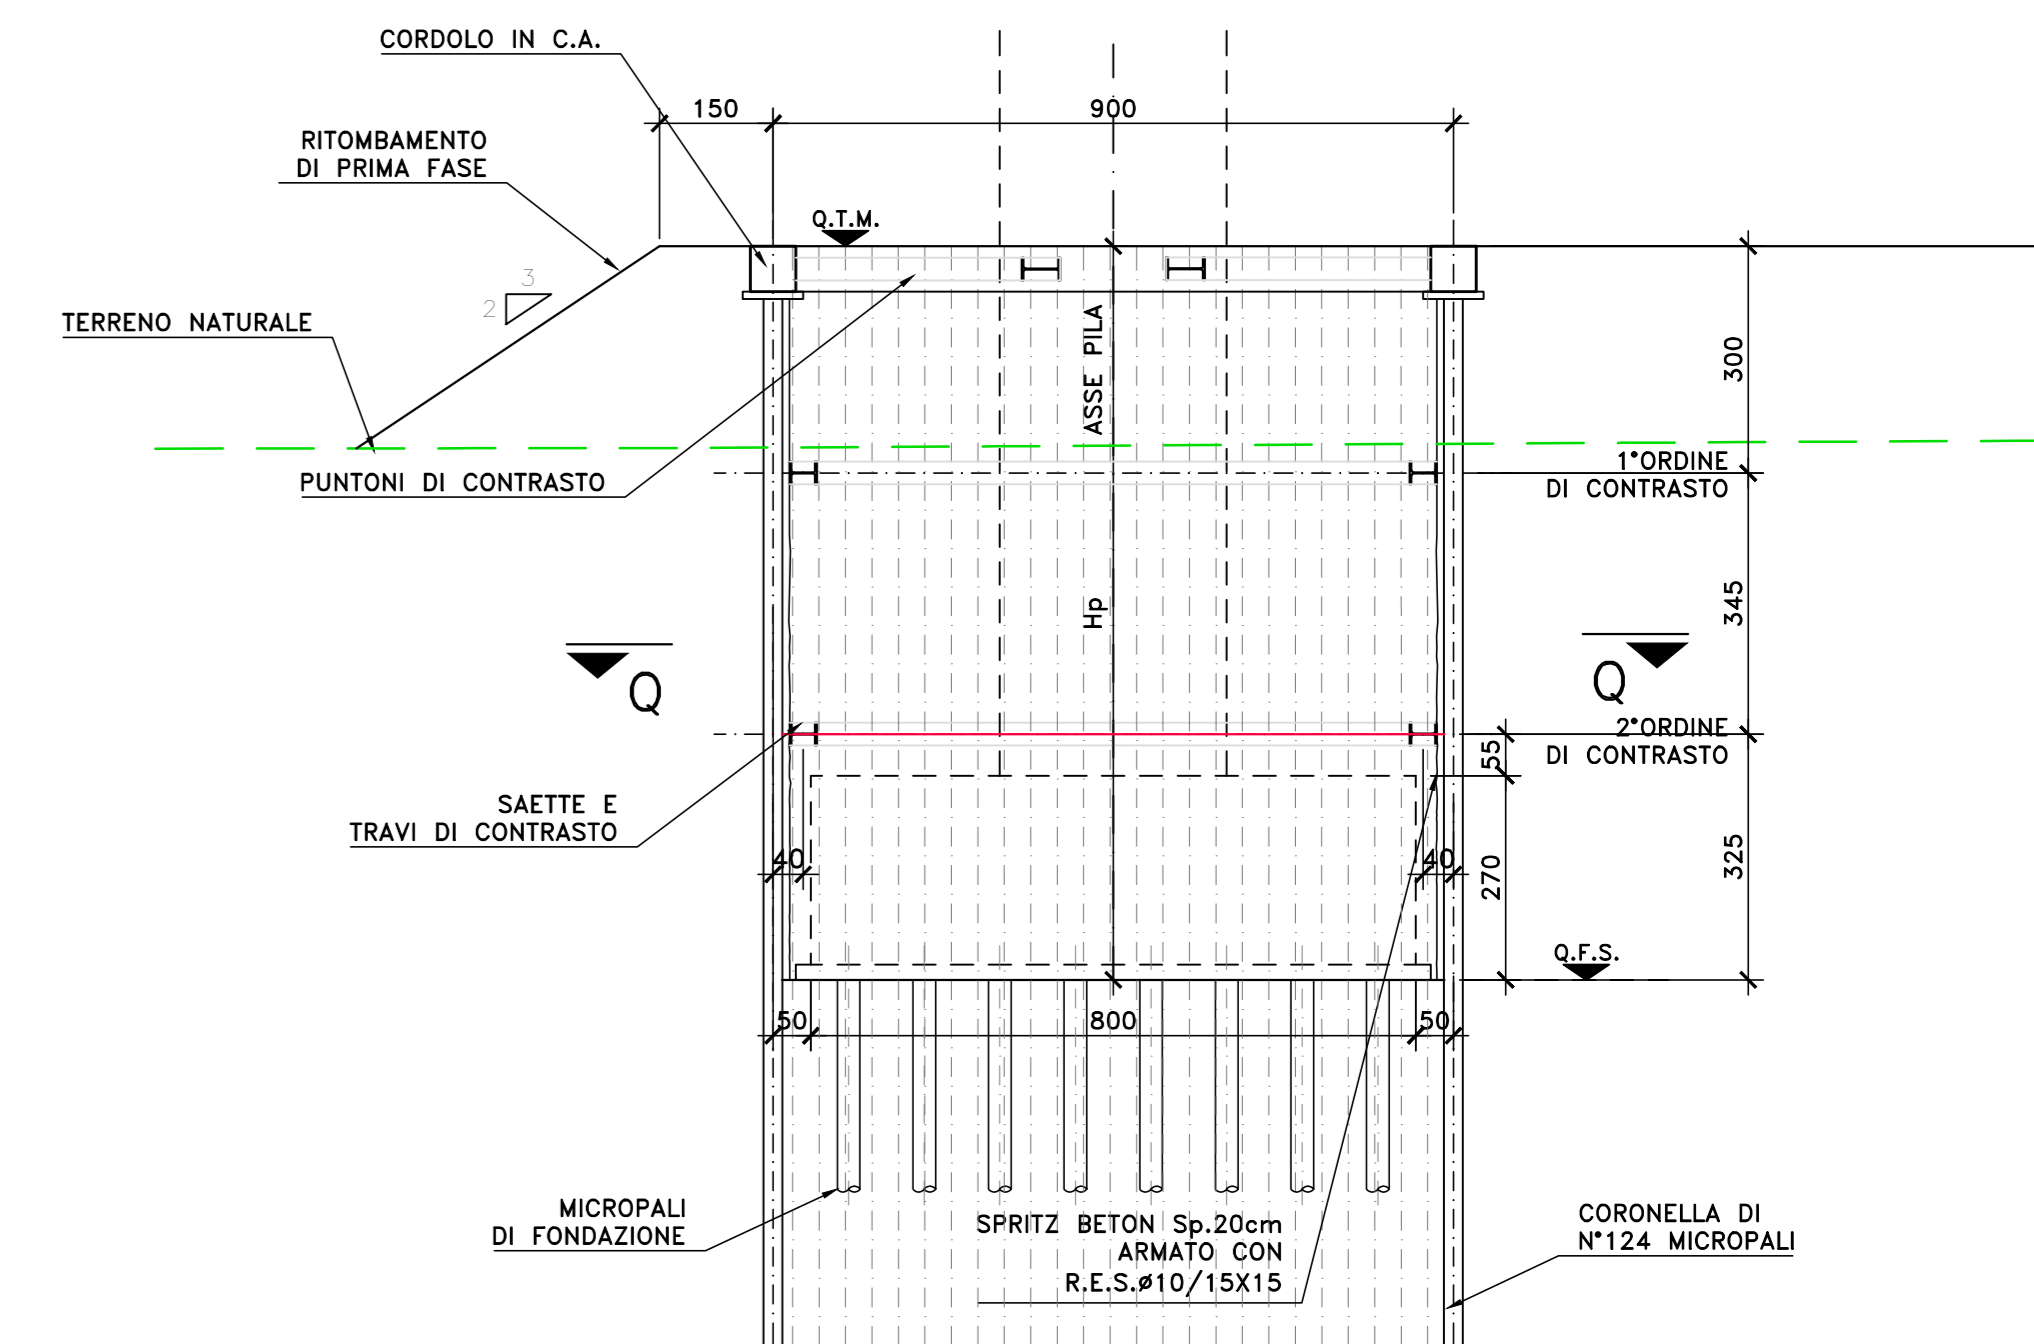 CORDOLO IN C.A.
150
900
RITOMBAMENTO
DI PRIMA FASE
Q.T.M.
3
2
TERRENO NATURALE
ASSE PILA
300
PUNTONI DI CONTRASTO
1°ORDINE
DI CONTRASTO
Hp
345
Q
Q
2°ORDINE
DI CONTRASTO
55
SAETTE E
TRAVI DI CONTRASTO
40
40
270
325
Q.F.S.
50
800
50
MICROPALI
DI FONDAZIONE
SPRITZ BETON Sp.20cm
ARMATO CON
R.E.S.ø10/15X15
CORONELLA DI
N°124 MICROPALI